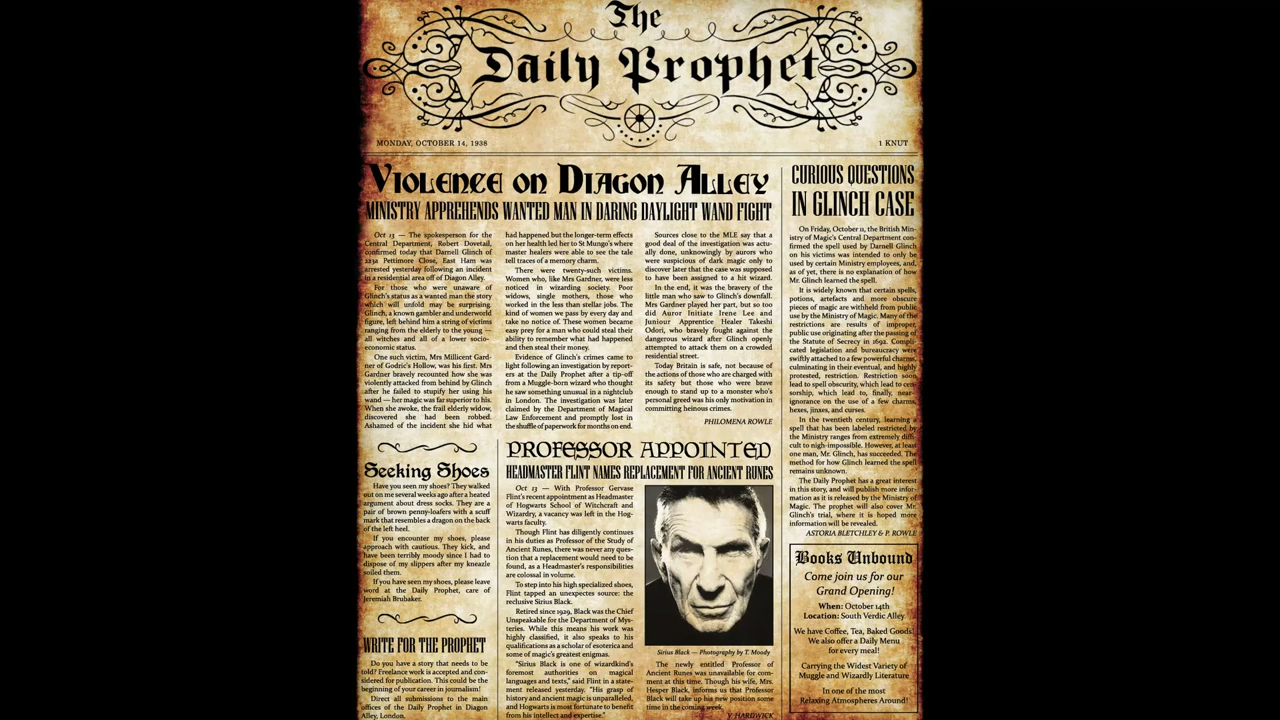 The
Daily Prophet
MONDAY, OCTOBER 14, 1938
1 KNUT
Violence on Diagon Alley
MINISTRY APPREHENDS WANTED MAN IN DARING DAYLIGHT WAND FIGHT
Oct 13 — The spokesperson for the
Central Department, Robert Dovetail,
confirmed today that Darnell Glinch of
223a Pettimore Close, East Ham was
arrested yesterday following an incident
in a residential area off of Diagon Alley.
For those who were unaware of
Glinch's status as a wanted man the story
which will unfold may be surprising.
Glinch, a known gambler and underworld
figure, left behind him a string of victims
ranging from the elderly to the young —
all witches and all of a lower socio-
economic status.
One such victim, Mrs Millicent Gard-
ner of Godric's Hollow, was his first. Mrs
Gardner bravely recounted how she was
violently attacked from behind by Glinch
after he failed to stupefy her using his
wand — her magic was far superior to his.
When she awoke, the frail elderly widow,
discovered she had been robbed.
Ashamed of the incident she hid what
had happened but the longer-term effects
on her health led her to St Mungo's where
master healers were able to see the tale
tell traces of a memory charm.
There were twenty-such victims.
Women who, like Mrs Gardner, were less
noticed in wizarding society. Poor
widows, single mothers, those who
worked in the less than stellar jobs. The
kind of women we pass by every day and
take no notice of. These women became
easy prey for a man who could steal their
ability to remember what had happened
and then steal their money.
Evidence of Glinch's crimes came to
light following an investigation by report-
ers at the Daily Prophet after a tip-off
from a Muggle-born wizard who thought
he saw something unusual in a nightclub
in London. The investigation was later
claimed by the Department of Magical
Law Enforcement and promptly lost in
the shuffle of paperwork for months on end.
Sources close to the MLE say that a
good deal of the investigation was actu-
ally done, unknowingly by aurors who
were suspicious of dark magic only to
discover later that the case was supposed
to have been assigned to a hit wizard.
In the end, it was the bravery of the
little man who saw to Glinch's downfall.
Mrs Gardner played her part, but so too
did Auror Initiate Irene Lee and
Juntiour Apprentice Healer Takeshi
Odori, who bravely fought against the
dangerous wizard after Glinch openly
attempted to attack them on a crowded
residential street.
Today Britain is safe, not because of
the actions of those who are charged with
its safety but those who were brave
enough to stand up to a monster who's
personal greed was his only motivation in
committing heinous crimes.
PHILOMENA ROWLE
CURIOUS QUESTIONS
IN GLINCH CASE
On Friday, October 11, the British Min-
istry of Magic's Central Department con-
firmed the spell used by Darnell Glinch
on his victims was intended to only be
used by certain Ministry employees, and,
as of yet, there is no explanation of how
Mr. Glinch learned the spell.
It is widely known that certain spells,
potions, artefacts and more obscure
pieces of magic are withheld from public
use by the Ministry of Magic. Many of the
restrictions are results of improper,
public use originating after the passing of
the Statute of Secrecy in 1692. Compli-
cated legislation and bureaucracy were
swiftly attached to a few powerful charms,
culminating in their eventual, and highly
protested, restriction. Restriction soon
lead to spell obscurity, which lead to cen-
sorship, which lead to, finally, near-
ignorance on the use of a few charms,
hexes, jinxes, and curses.
In the twentieth century, learning a
spell that has been labeled restricted by
the Ministry ranges from extremely diffi-
cult to nigh-impossible. However, at least
one man, Mr. Glinch, has succeeded. The
method for how Glinch learned the spell
remains unknown.
The Daily Prophet has a great interest
in this story, and will publish more infor-
mation as it is released by the Ministry of
Magic. The prophet will also cover Mr.
Glinch's trial, where it is hoped more
information will be revealed.
ASTORIA BLETCHLEY & P. ROWLE
Seeking Shoes
Have you seen my shoes? They walked
out on me several weeks ago after a heated
argument about dress socks. They are a
pair of brown penny-loafers with a scuff
mark that resembles a dragon on the back
of the left heel.
If you encounter my shoes, please
approach with cautious. They kick, and
have been terribly moody since I had to
dispose of my slippers after my kneazle
soiled them.
If you have seen my shoes, please leave
word at the Daily Prophet, care of
Jeremiah Brubaker.
WRITE FOR THE PROPHET
Do you have a story that needs to be
told? Freelance work is accepted and con-
sidered for publication. This could be the
beginning of your career in journalism!
Direct all submissions to the main
offices of the Daily Prophet in Diagon
Alley, London.
PROFESSOR APPOINTED
HEADMASTER FLINT NAMES REPLACEMENT FOR ANCIENT RUNES
Oct 13 — With Professor Gervase
Flint's recent appointment as Headmaster
of Hogwarts School of Witchcraft and
Wizardry, a vacancy was left in the Hog-
warts faculty.
Though Flint has diligently continued
in his duties as Professor of the Study of
Ancient Runes, there was never any ques-
tion that a replacement would need to be
found, as a Headmaster's responsibilities
are colossal in volume.
To step into his high specialized shoes,
Flint tapped an unexpectes source: the
reclusive Sirius Black.
Retired since 1929, Black was the Chief
Unspeakable for the Department of Mys-
teries. While this means his work was
highly classified, it also speaks to his
qualifications as a scholar of esoterica and
some of magic's greatest enigmas.
"Sirius Black is one of wizardkind's
foremost authorities on magical
languages and texts," said Flint in a state-
ment released yesterday. "His grasp of
history and ancient magic is unparalleled,
and Hogwarts is most fortunate to benefit
from his intellect and expertise."
Sirius Black — Photography by T. Moody
The newly entitled Professor of
Ancient Runes was unavailable for com-
ment at this time. Though his wife, Mrs.
Hesper Black, informs us that Professor
Black will take up his new position some
time in the coming week.
V. HARDWICK
Books Unbound
Come join us for our
Grand Opening!
When: October 14th
Location: South Verdic Alley
We have Coffee, Tea, Baked Goods!
We also offer a Daily Menu
for every meal!
Carrying the Widest Variety of
Muggle and Wizardly Literature
In one of the most
Relaxing Atmospheres Around!